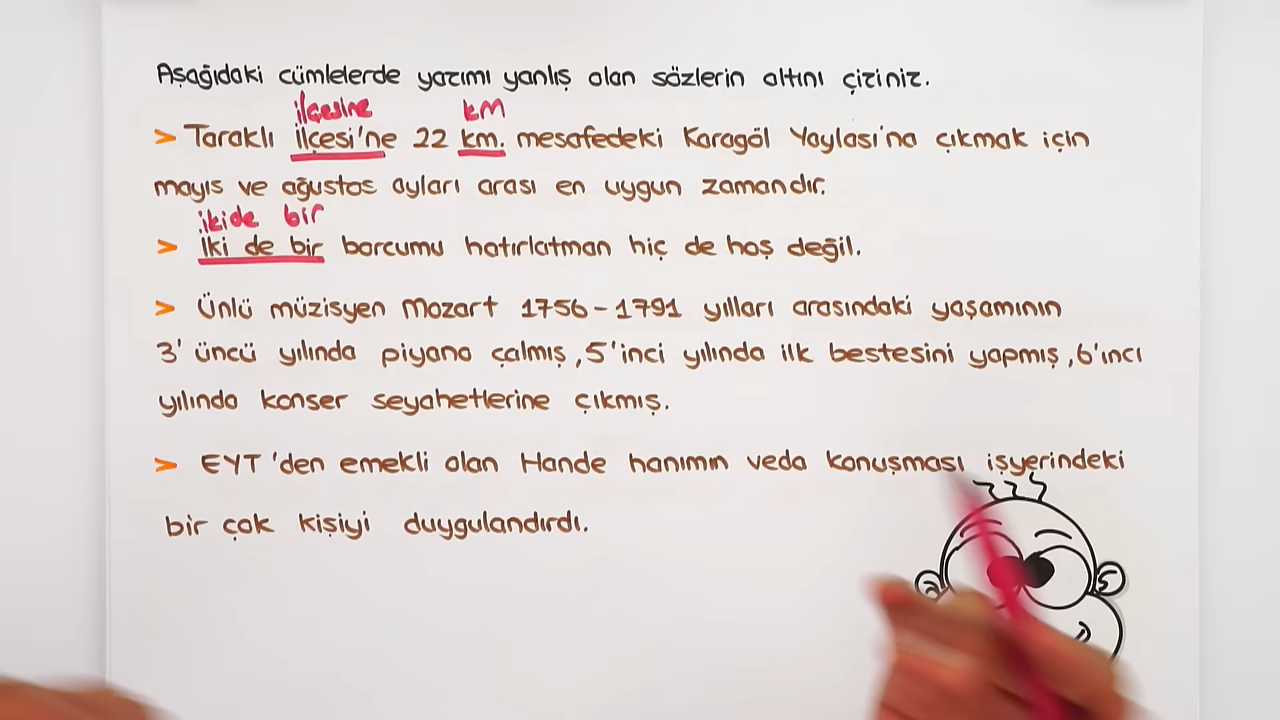 Aşağıdaki cümlelerde yazımı yanlış olan sözlerin altını çiziniz.
ilçesine km
> Taraklı İlçesi'ne 22 km. mesafedeki Karagöl Yaylası'na çıkmak için
mayıs ve ağustos ayları arası en uygun zamandır.
ikide bir
> İki de bir borcumu hatırlatman hiç de hoş değil.
> Ünlü müzisyen Mozart 1756-1791 yılları arasındaki yaşamının
3' üncü yılında piyano çalmış, 5'inci yılında ilk bestesini yapmış, 6'ıncı
yılında konser seyahetlerine çıkmış.
> EYT 'den emekli olan Hande hanımın veda konuşması işyerindeki
bir çok kişiyi duygulandırdı.